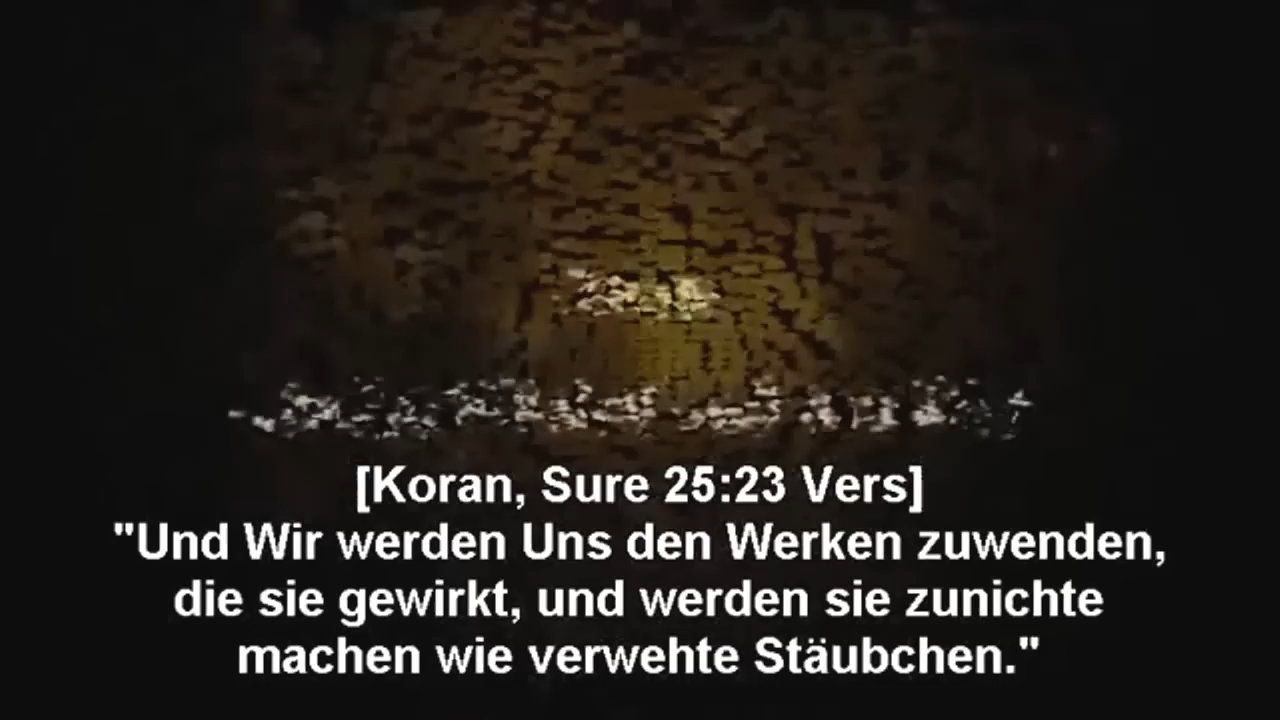 [Koran, Sure 25:23 Vers]
"Und Wir werden Uns den Werken zuwenden,
die sie gewirkt, und werden sie zunichte
machen wie verwehte Stäubchen."